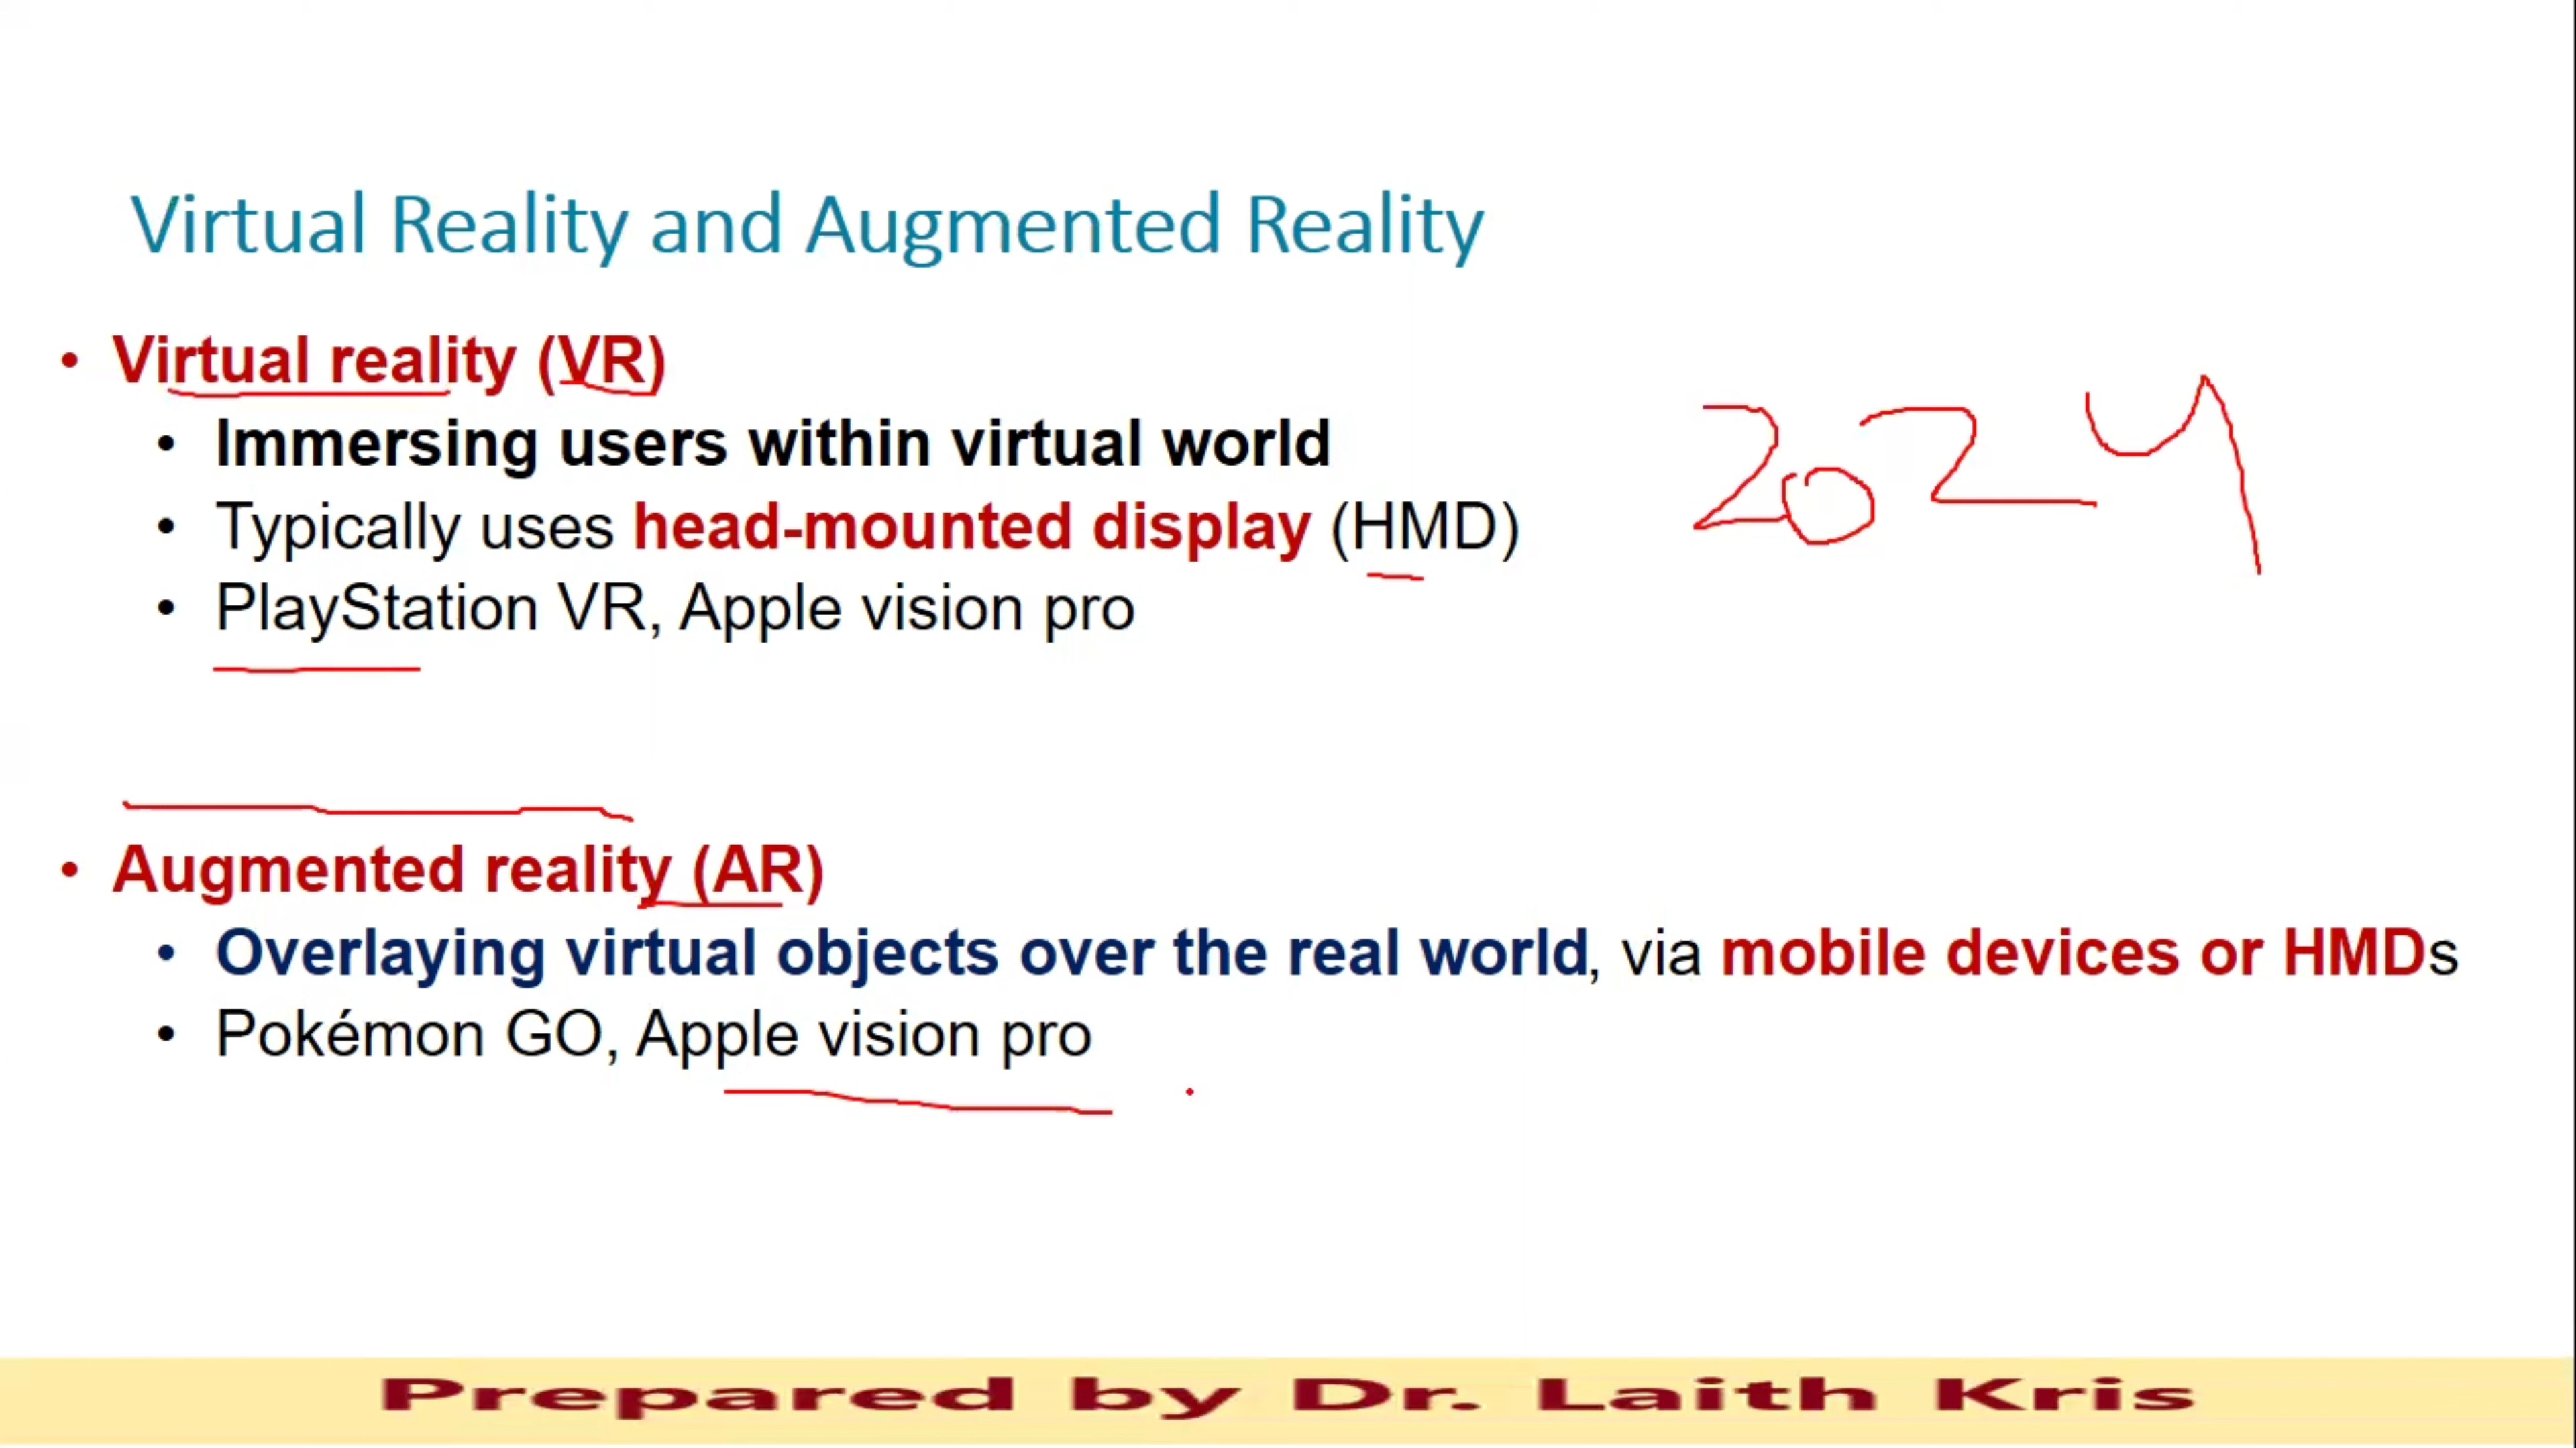 Virtual Reality and Augmented Reality
• Virtual reality (VR)
• Immersing users within virtual world
• Typically uses head-mounted display (HMD)
2024
• PlayStation VR, Apple vision pro
• Augmented reality (AR)
• Overlaying virtual objects over the real world, via mobile devices or HMDs
• Pokémon GO, Apple vision pro
Prepared by Dr. Laith Kris